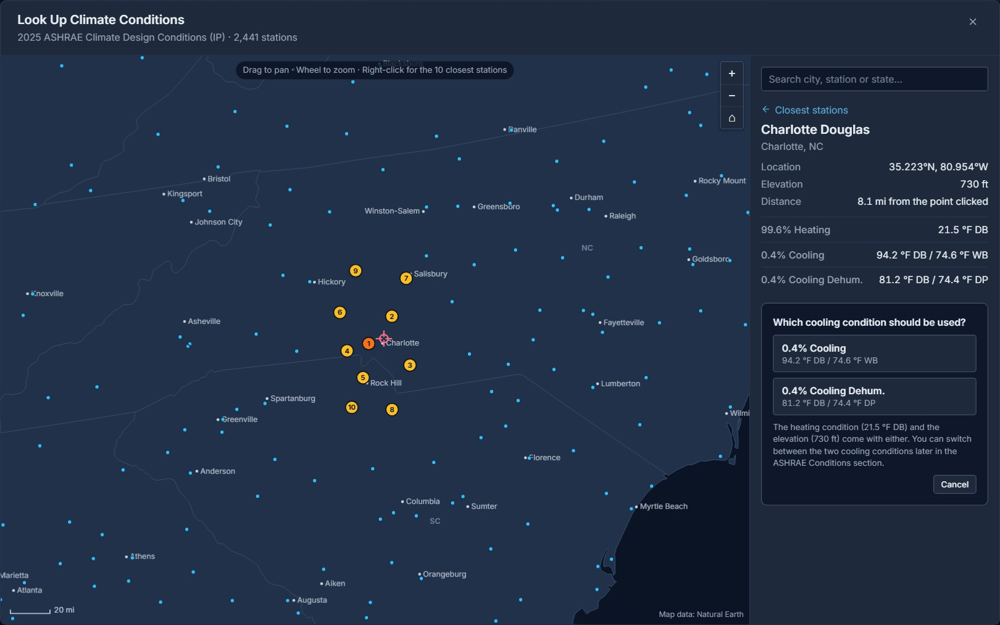 Look Up Climate Conditions
2025 ASHRAE Climate Design Conditions (IP) · 2,441 stations
Blacksburg
Drag to pan · Wheel to zoom · Right-click for the 10 closest stations
+
−
Danville
Bristol
Rocky Mount
Kingsport
Durham
Greensboro
Winston-Salem
Raleigh
Johnson City
NC
Goldsboro
9
Salisbury
7
Hickory
Knoxville
6
2
Asheville
Fayetteville
1
Charlotte
4
3
5
Rock Hill
Lumberton
Spartanburg
10
8
Wilmi
Greenville
Florence
Anderson
Columbia
Sumter
Myrtle Beach
SC
Athens
Orangeburg
Marietta
Aiken
Atlanta
Augusta
20 mi
Map data: Natural Earth
Search city, station or state...
← Closest stations
Charlotte Douglas
Charlotte, NC
Location 35.223°N, 80.954°W
Elevation 730 ft
Distance 8.1 mi from the point clicked
99.6% Heating 21.5 °F DB
0.4% Cooling 94.2 °F DB / 74.6 °F WB
0.4% Cooling Dehum. 81.2 °F DB / 74.4 °F DP
Which cooling condition should be used?
0.4% Cooling
94.2 °F DB / 74.6 °F WB
0.4% Cooling Dehum.
81.2 °F DB / 74.4 °F DP
The heating condition (21.5 °F DB) and the
elevation (730 ft) come with either. You can switch
between the two cooling conditions later in the
ASHRAE Conditions section.
Cancel